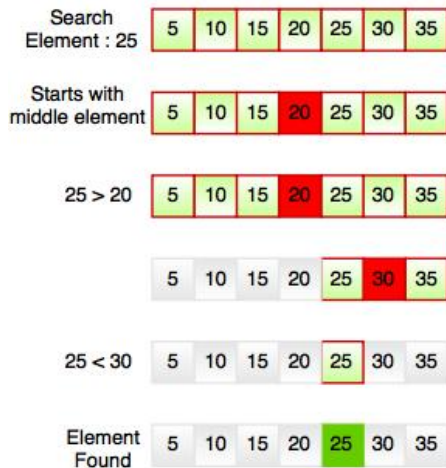 Search
Element : 25
5 10 15 20 25 30 35
Starts with
middle element
5 10 15 20 25 30 35
25 > 20
5 10 15 20 25 30 35
5 10 15 20 25 30 35
25 < 30
5 10 15 20 25 30 35
Element
Found
5 10 15 20 25 30 35